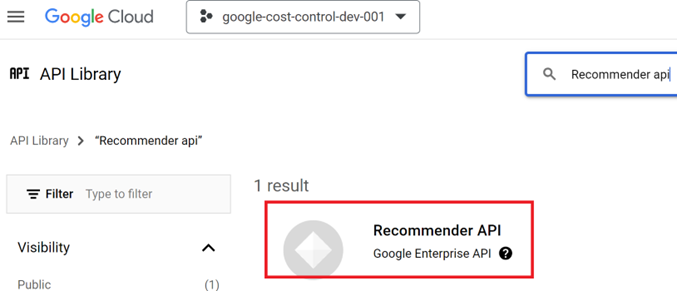 Google Cloud
google-cost-control-dev-001
API API Library
Recommender api
API Library > “Recommender api”
Filter Type to filter
1 result
Recommender API
Google Enterprise API ?
Visibility
Public (1)